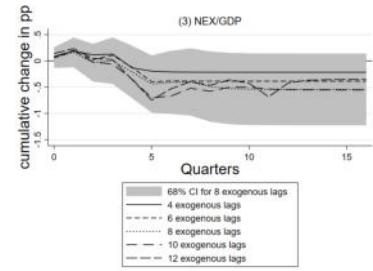 (3) NEX/GDP
cumulative change in pp
.5
0
-.5
-1
-1.5
0
5
10
15
Quarters
68% CI for 8 exogenous lags
4 exogenous lags
6 exogenous lags
8 exogenous lags
10 exogenous lags
12 exogenous lags